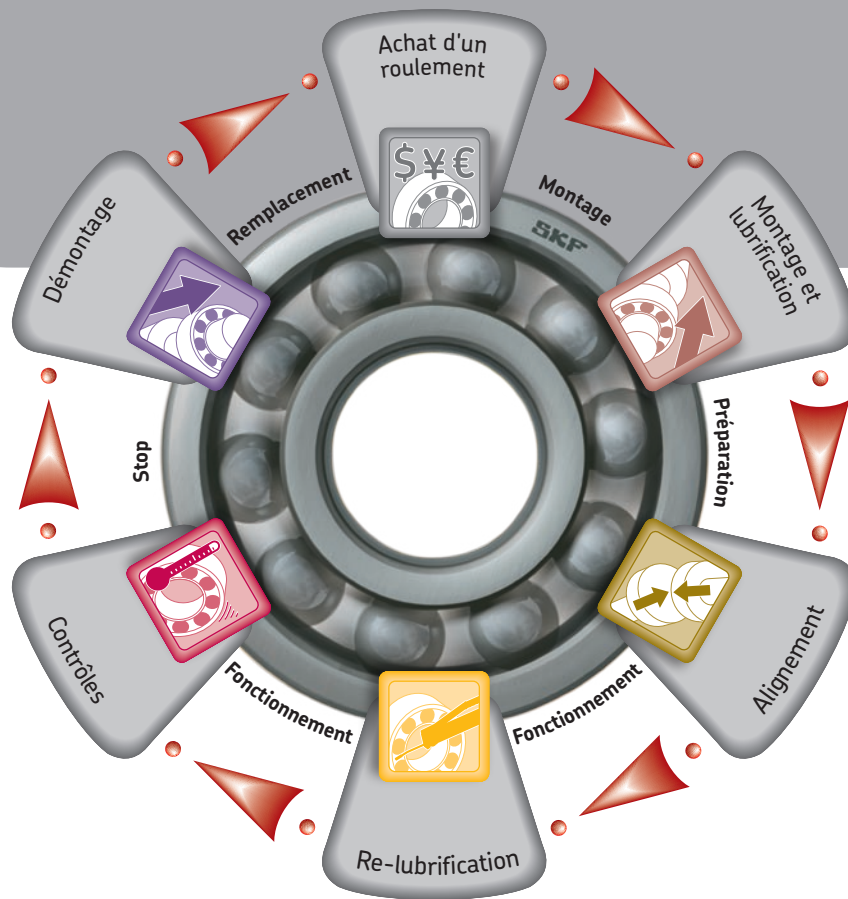 Achat d'un
roulement
$ ¥ €
Montage
SKF
Montage et
lubrification
Préparation
Alignement
Fonctionnement
Re-lubrification
Fonctionnement
Contrôles
Stop
Démontage
Remplacement